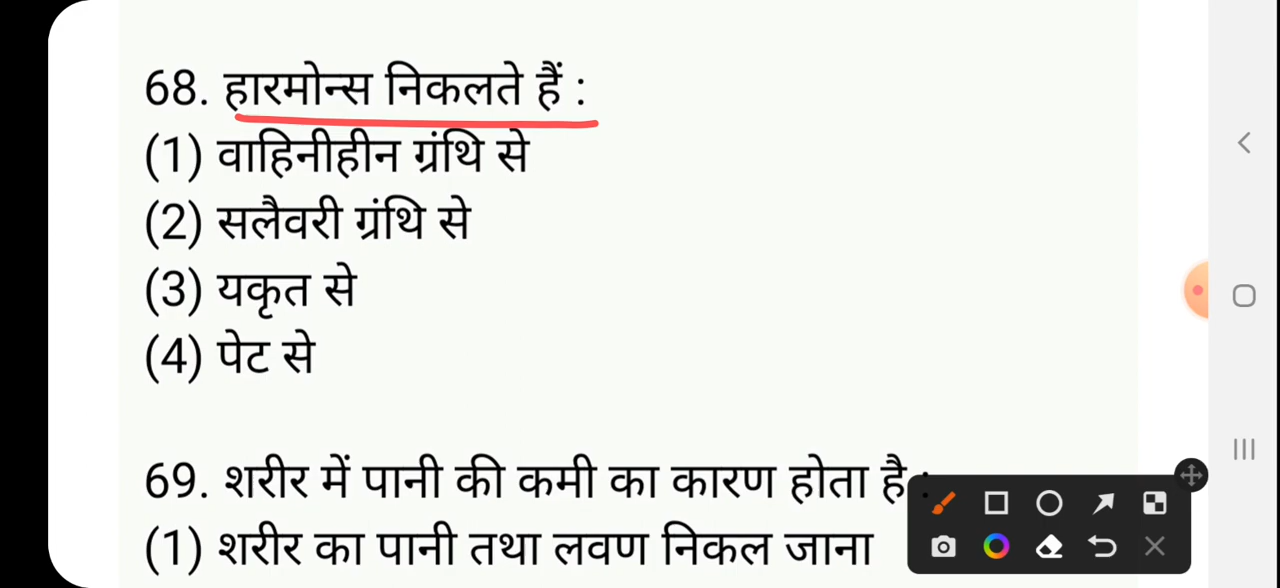 68. हारमोन्स निकलते हैं :
(1) वाहिनीहीन ग्रंथि से
(2) सलैवरी ग्रंथि से
(3) यकृत से
(4) पेट से
69. शरीर में पानी की कमी का कारण होता है :
(1) शरीर का पानी तथा लवण निकल जाना